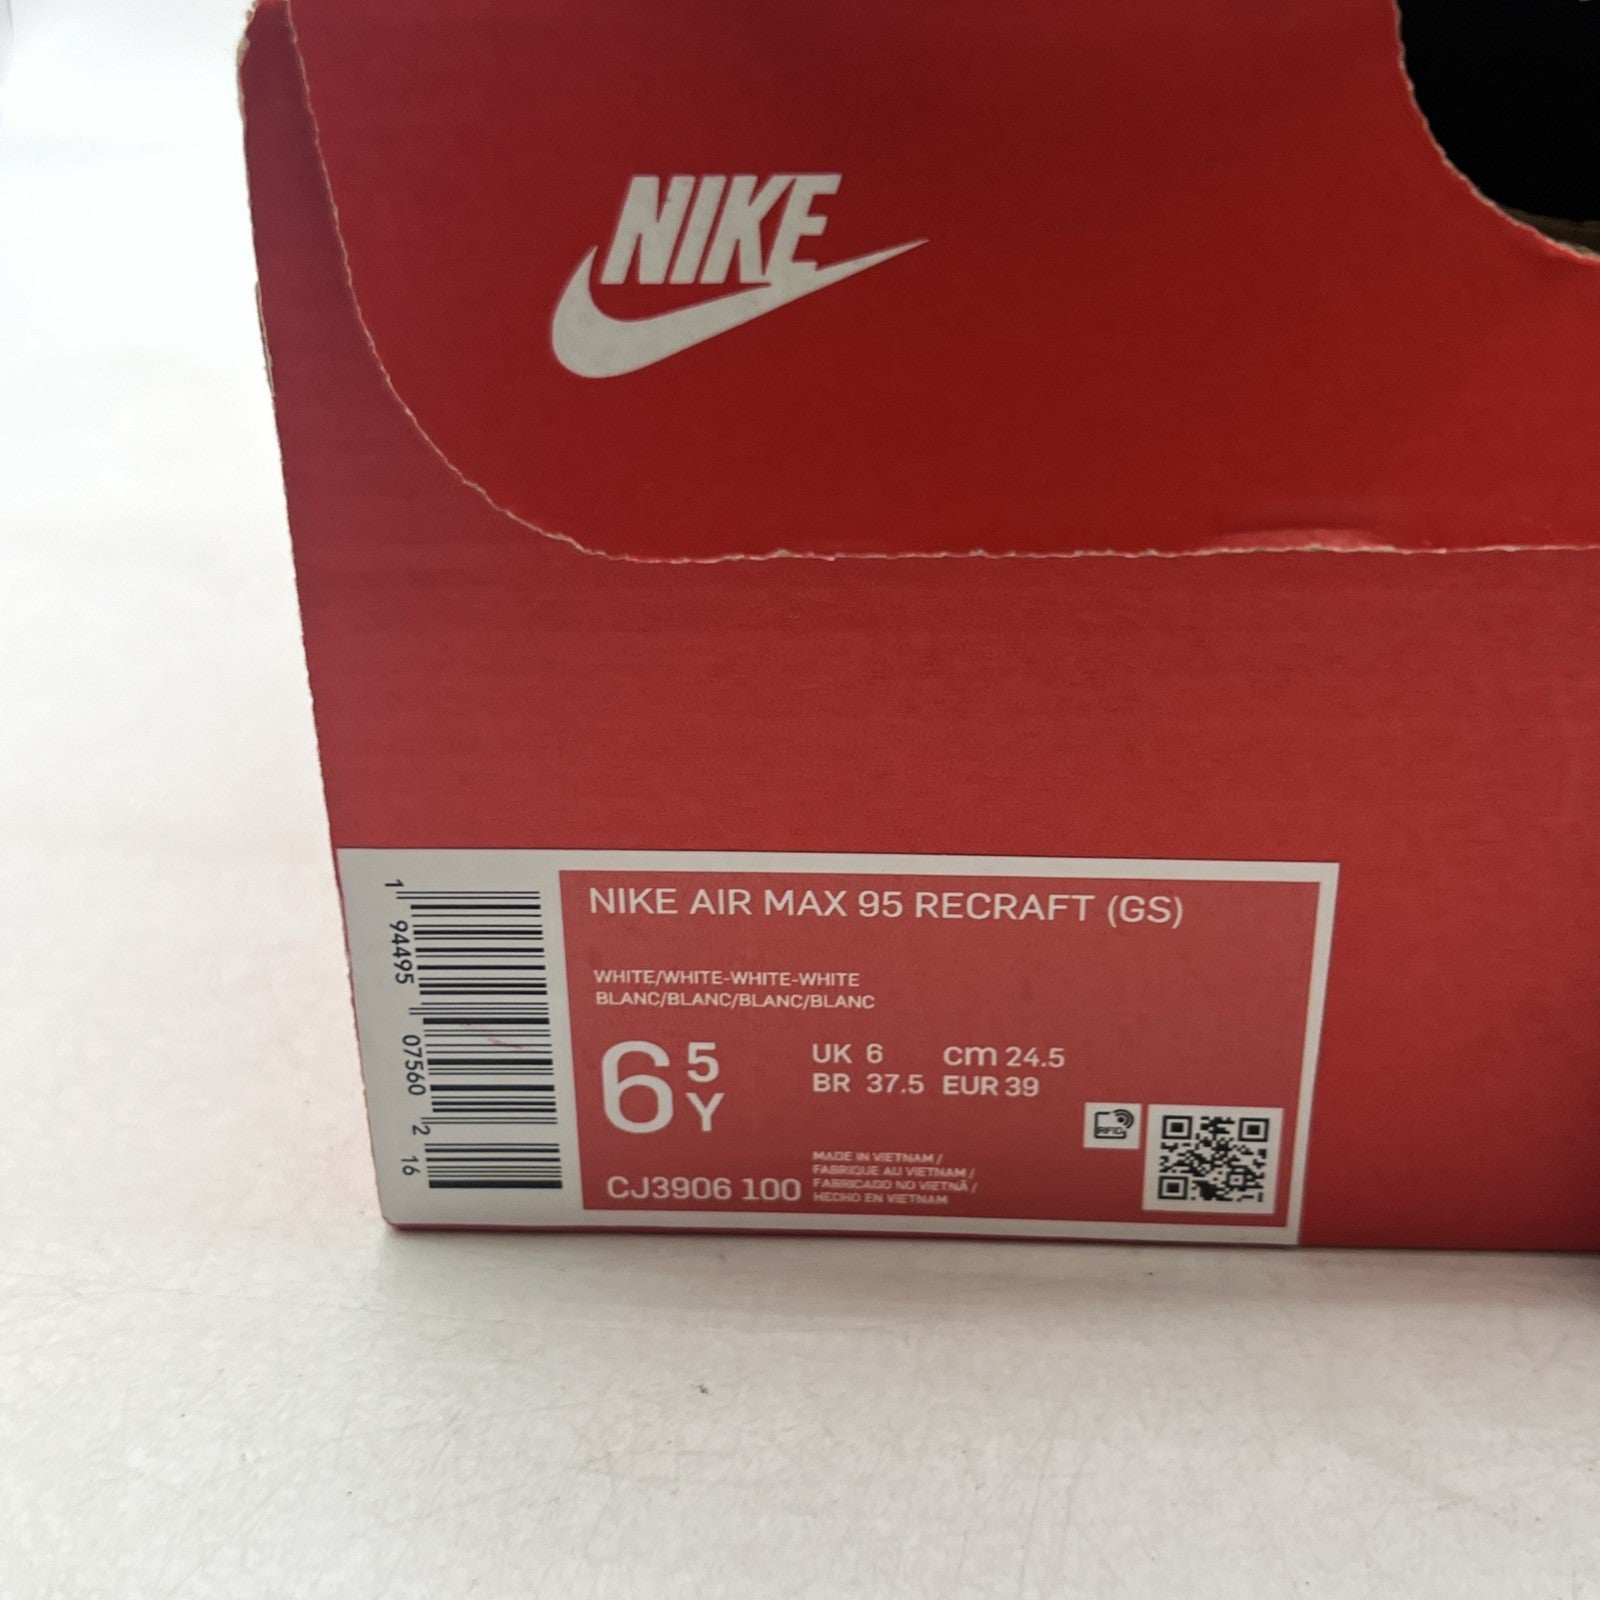 NIKE
NIKE AIR MAX 95 RECRAFT (GS)
WHITE/WHITE-WHITE-WHITE
BLANC/BLANC/BLANC/BLANC
6 5 Y
UK 6 cm 24.5
BR 37.5 EUR 39
CJ3906 100
MADE IN VIETNAM /
FABRIQUE AU VIETNAM /
FABRICADO NO VIETNÃ /
HECHO EN VIETNAM
RFID
1 94495 07560 2 16